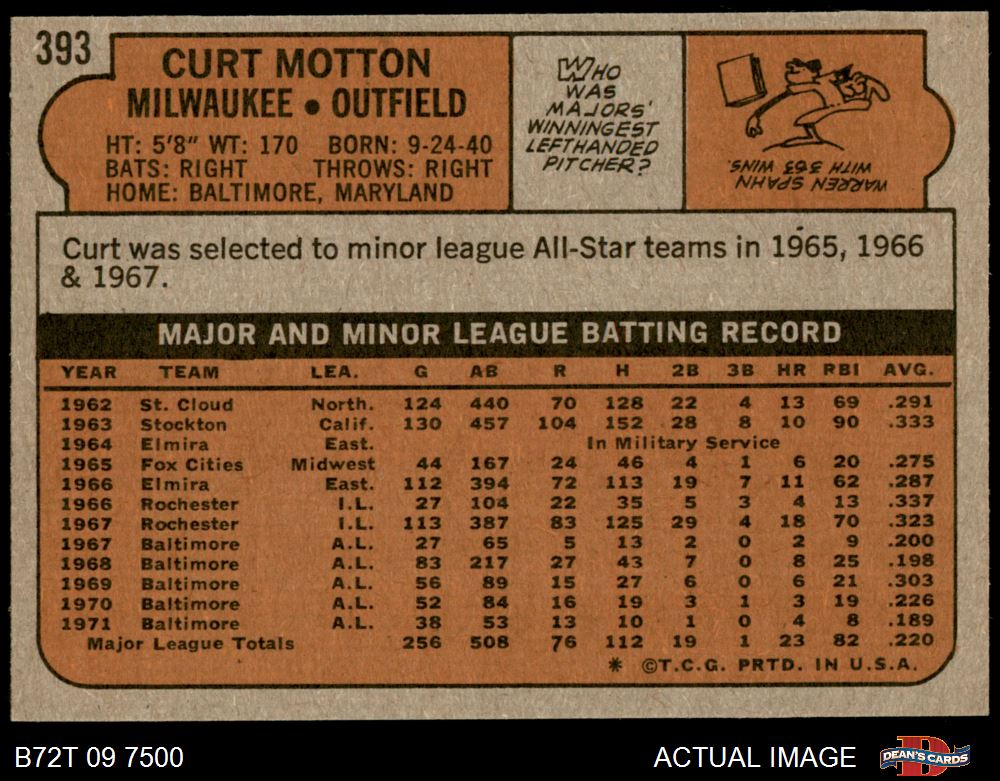 393
CURT MOTTON
MILWAUKEE • OUTFIELD
HT: 5'8" WT: 170 BORN: 9-24-40
BATS: RIGHT THROWS: RIGHT
HOME: BALTIMORE, MARYLAND
WHO
WAS
MAJORS'
WINNINGEST
LEFTHANDED
PITCHER?
WARREN SPAHN
WITH 363 WINS.
Curt was selected to minor league All-Star teams in 1965, 1966
& 1967.
MAJOR AND MINOR LEAGUE BATTING RECORD
YEAR TEAM LEA. G AB R H 2B 3B HR RBI AVG.
1962 St. Cloud North. 124 440 70 128 22 4 13 69 .291
1963 Stockton Calif. 130 457 104 152 28 8 10 90 .333
1964 Elmira East. In Military Service
1965 Fox Cities Midwest 44 167 24 46 4 1 6 20 .275
1966 Elmira East. 112 394 72 113 19 7 11 62 .287
1966 Rochester I.L. 27 104 22 35 5 3 4 13 .337
1967 Rochester I.L. 113 387 83 125 29 4 18 70 .323
1967 Baltimore A.L. 27 65 5 13 2 0 2 9 .200
1968 Baltimore A.L. 83 217 27 43 7 0 8 25 .198
1969 Baltimore A.L. 56 89 15 27 6 0 6 21 .303
1970 Baltimore A.L. 52 84 16 19 3 1 3 19 .226
1971 Baltimore A.L. 38 53 13 10 1 0 4 8 .189
Major League Totals 256 508 76 112 19 1 23 82 .220
* ©T.C.G. PRTD. IN U.S.A.
B72T 09 7500
ACTUAL IMAGE
D
DEAN'S CARDS